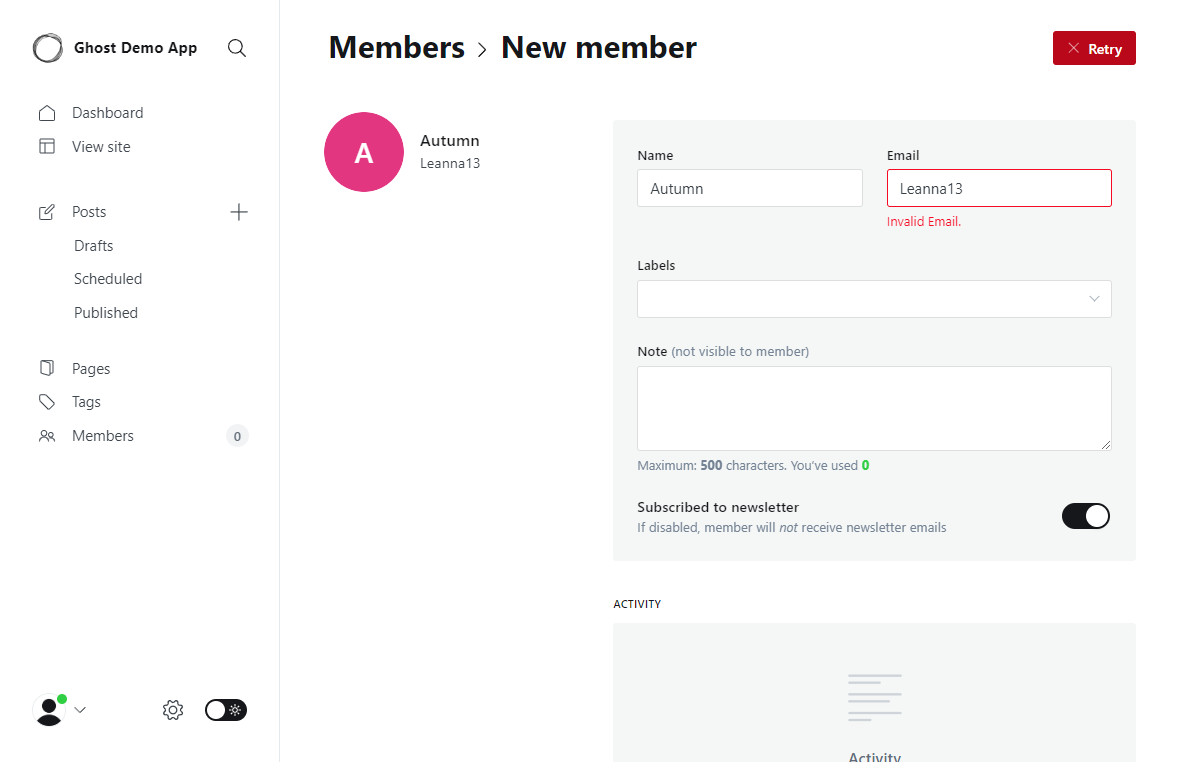 Ghost Demo App
Dashboard
View site
Posts
Drafts
Scheduled
Published
Pages
Tags
Members 0
Members > New member
Retry
A
Autumn
Leanna13
Name
Autumn
Email
Leanna13
Invalid Email.
Labels
Note (not visible to member)
Maximum: 500 characters. You've used 0
Subscribed to newsletter
If disabled, member will not receive newsletter emails
ACTIVITY
Activity